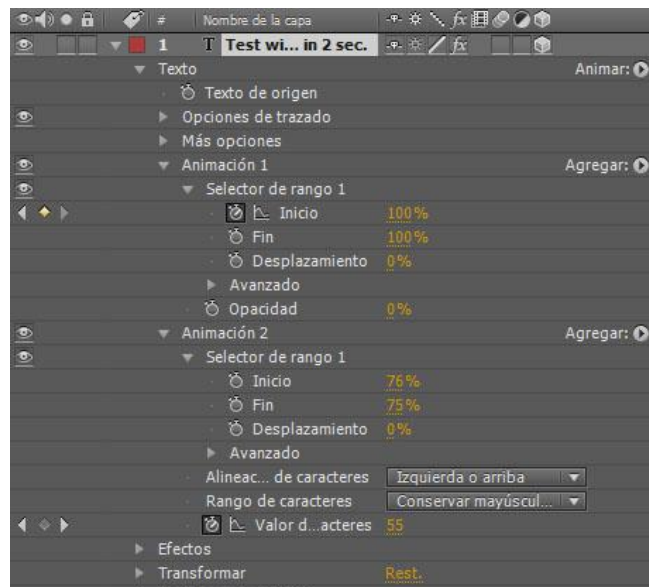 # Nombre de la capa fx
1 T Test wi... in 2 sec. fx
Texto Animar:
Texto de origen
Opciones de trazado
Más opciones
Animación 1 Agregar:
Selector de rango 1
Inicio 100%
Fin 100%
Desplazamiento 0%
Avanzado
Opacidad 0%
Animación 2 Agregar:
Selector de rango 1
Inicio 76%
Fin 75%
Desplazamiento 0%
Avanzado
Alineac... de caracteres Izquierda o arriba
Rango de caracteres Conservar mayúscul...
Valor d...acteres 55
Efectos
Transformar Rest.